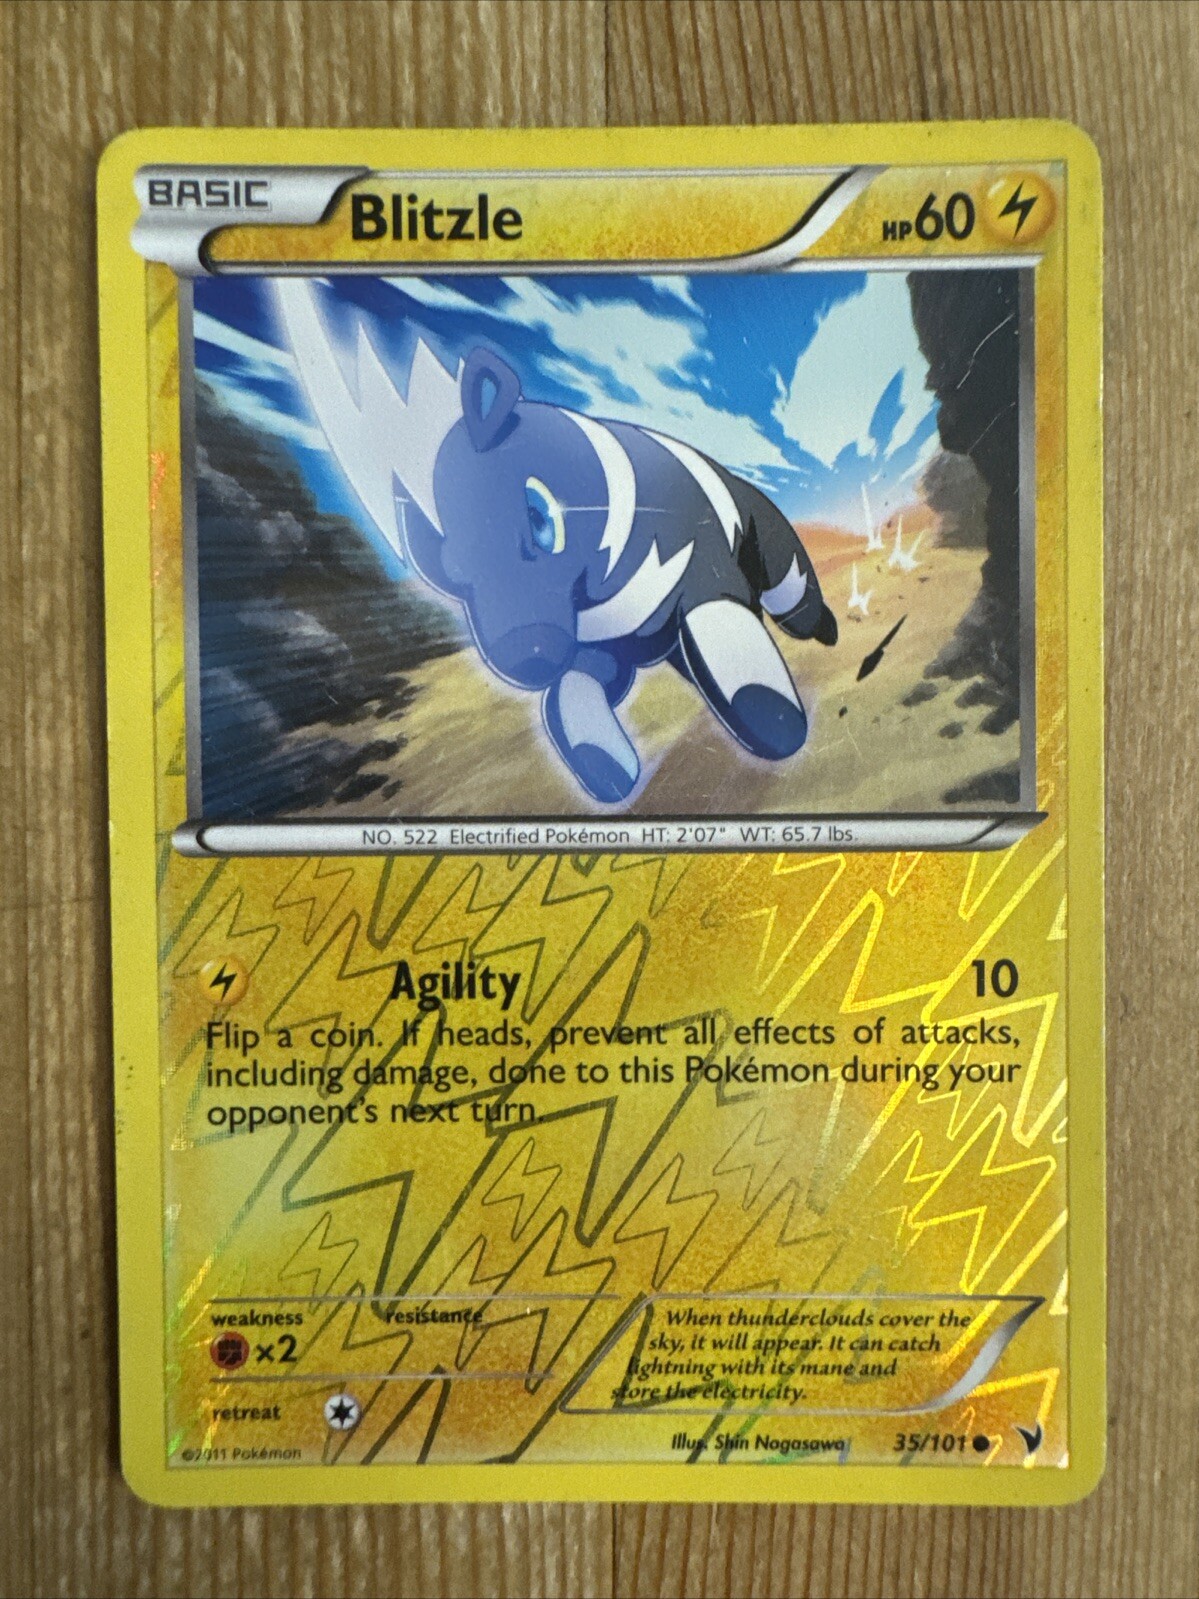 BASIC
Blitzle
HP60
NO. 522 Electrified Pokémon HT: 2'07" WT: 65.7 lbs.
Agility 10
Flip a coin. If heads, prevent all effects of attacks,
including damage, done to this Pokémon during your
opponent's next turn.
weakness resistance
×2
retreat
When thunderclouds cover the
sky, it will appear. It can catch
lightning with its mane and
store the electricity.
©2011 Pokémon
Illus. Shin Nagasawa 35/101